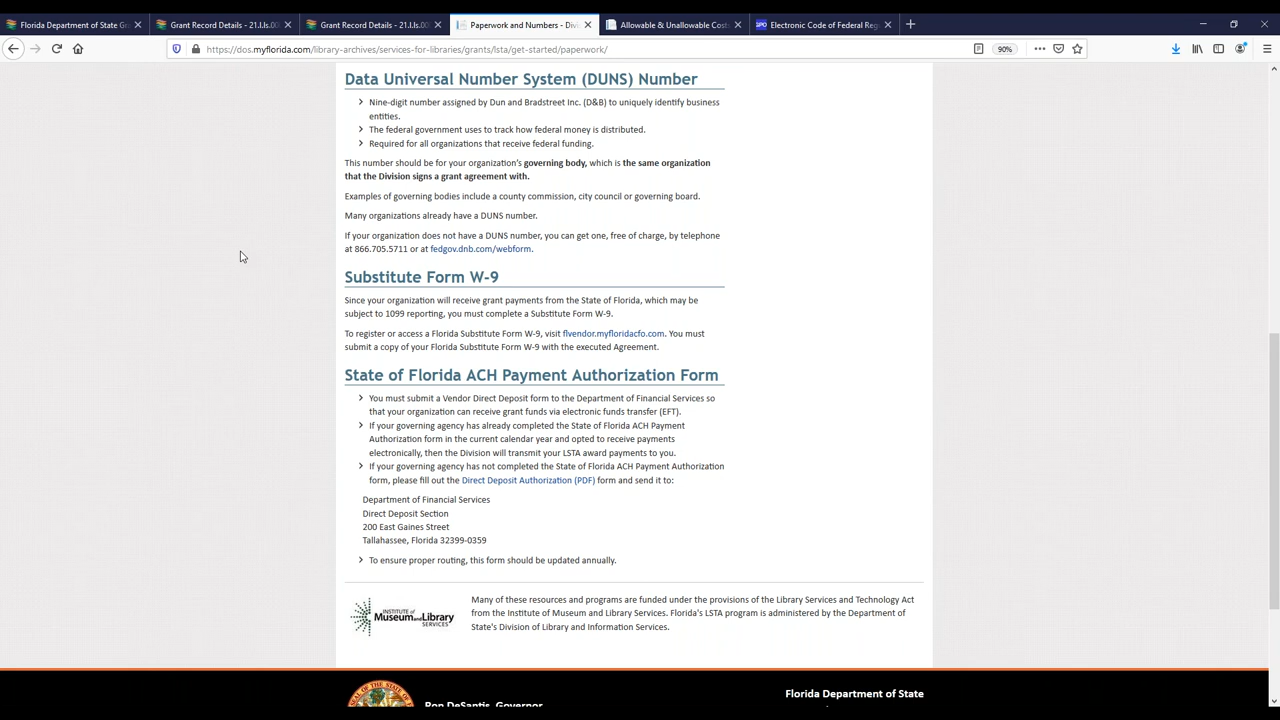 Florida Department of State Gr
Grant Record Details - 21.I.ls.00
Grant Record Details - 21.I.ls.00
Paperwork and Numbers - Divi
Allowable & Unallowable Cost
Electronic Code of Federal Reg
https://dos.myflorida.com/library-archives/services-for-libraries/grants/lsta/get-started/paperwork/
90%
Data Universal Number System (DUNS) Number
Nine-digit number assigned by Dun and Bradstreet Inc. (D&B) to uniquely identify business
entities.
The federal government uses to track how federal money is distributed.
Required for all organizations that receive federal funding.
This number should be for your organization's governing body, which is the same organization
that the Division signs a grant agreement with.
Examples of governing bodies include a county commission, city council or governing board.
Many organizations already have a DUNS number.
If your organization does not have a DUNS number, you can get one, free of charge, by telephone
at 866.705.5711 or at fedgov.dnb.com/webform.
Substitute Form W-9
Since your organization will receive grant payments from the State of Florida, which may be
subject to 1099 reporting, you must complete a Substitute Form W-9.
To register or access a Florida Substitute Form W-9, visit flvendor.myfloridacfo.com. You must
submit a copy of your Florida Substitute Form W-9 with the executed Agreement.
State of Florida ACH Payment Authorization Form
You must submit a Vendor Direct Deposit form to the Department of Financial Services so
that your organization can receive grant funds via electronic funds transfer (EFT).
If your governing agency has already completed the State of Florida ACH Payment
Authorization form in the current calendar year and opted to receive payments
electronically, then the Division will transmit your LSTA award payments to you.
If your governing agency has not completed the State of Florida ACH Payment Authorization
form, please fill out the Direct Deposit Authorization (PDF) form and send it to:
Department of Financial Services
Direct Deposit Section
200 East Gaines Street
Tallahassee, Florida 32399-0359
To ensure proper routing, this form should be updated annually.
INSTITUTE of
Museum and Library
SERVICES
Many of these resources and programs are funded under the provisions of the Library Services and Technology Act
from the Institute of Museum and Library Services. Florida's LSTA program is administered by the Department of
State's Division of Library and Information Services.
Ron DeSantis, Governor
Florida Department of State